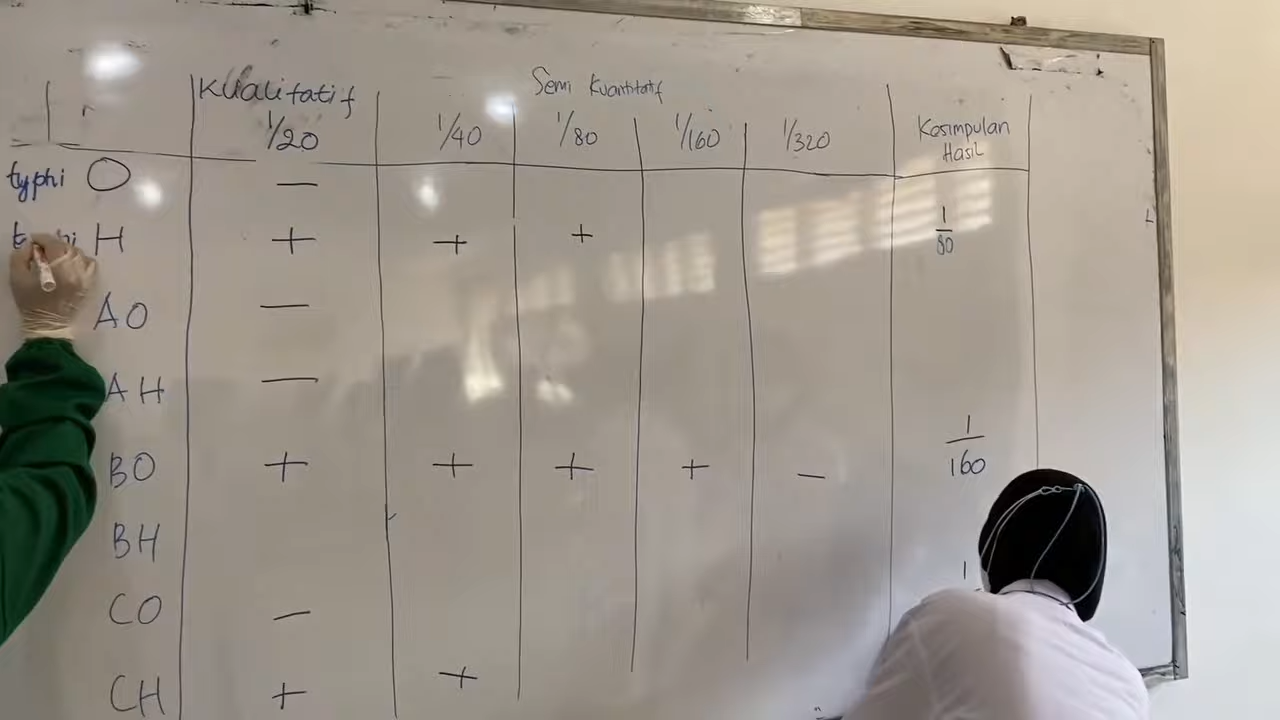 Kualitatif Semi Kuantitatif
1/20 1/40 1/80 1/160 1/320 Kesimpulan Hasil
typhi O −
H + + + 1/80
AO −
AH −
BO + + + + − 1/160
BH
CO −
CH + +